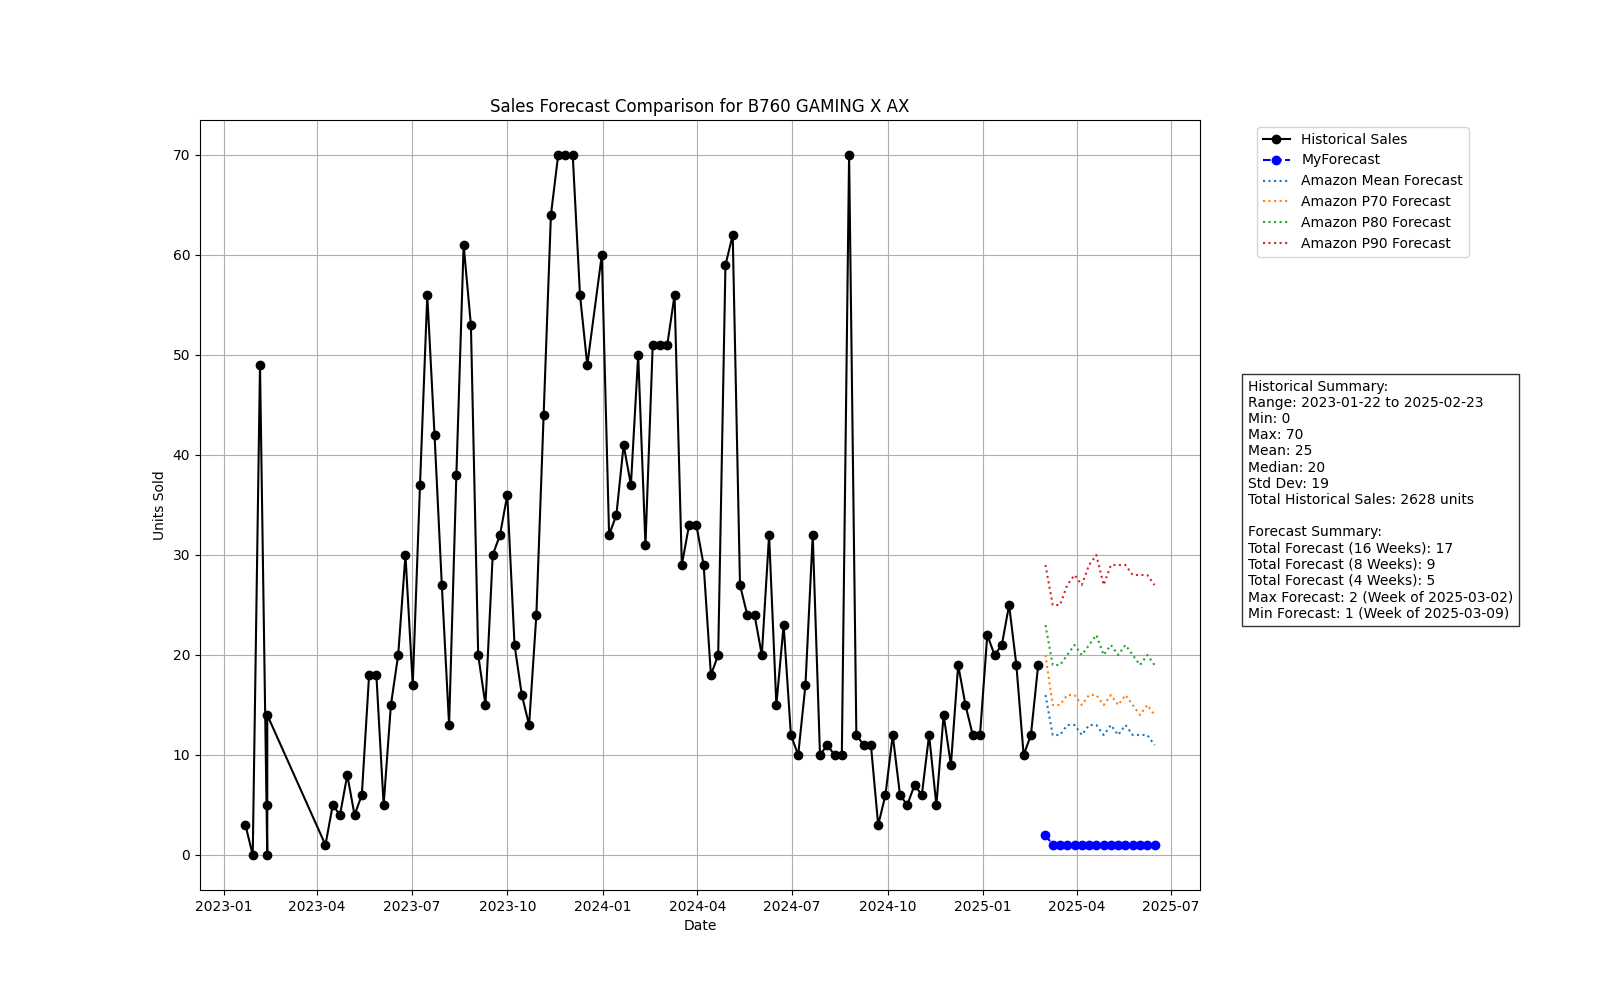 Sales Forecast Comparison for B760 GAMING X AX
Historical Sales
MyForecast
Amazon Mean Forecast
Amazon P70 Forecast
Amazon P80 Forecast
Amazon P90 Forecast
70
60
50
40
30
20
10
0
Units Sold
Historical Summary:
Range: 2023-01-22 to 2025-02-23
Min: 0
Max: 70
Mean: 25
Median: 20
Std Dev: 19
Total Historical Sales: 2628 units
Forecast Summary:
Total Forecast (16 Weeks): 17
Total Forecast (8 Weeks): 9
Total Forecast (4 Weeks): 5
Max Forecast: 2 (Week of 2025-03-02)
Min Forecast: 1 (Week of 2025-03-09)
2023-01 2023-04 2023-07 2023-10 2024-01 2024-04 2024-07 2024-10 2025-01 2025-04 2025-07
Date